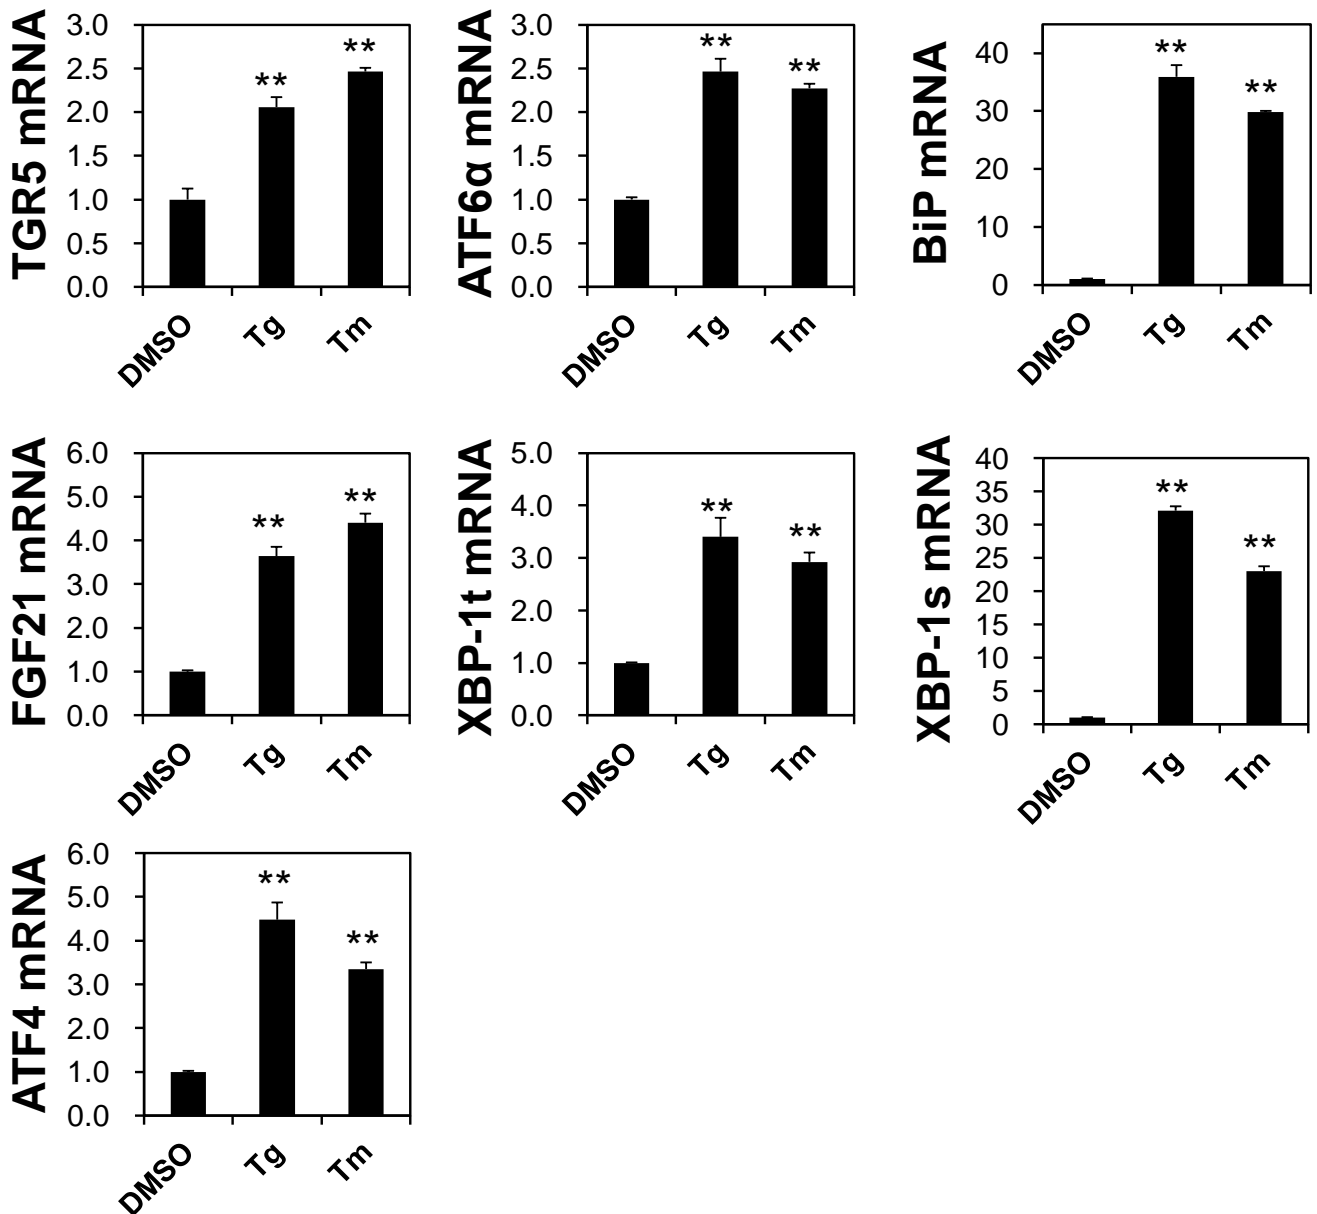 TGR5 mRNA
3.0
2.5
2.0
1.5
1.0
0.5
0.0
**
**
DMSO
Tg
Tm
ATF6α mRNA
3.0
2.5
2.0
1.5
1.0
0.5
0.0
**
**
DMSO
Tg
Tm
BiP mRNA
40
30
20
10
0
**
**
DMSO
Tg
Tm
FGF21 mRNA
6.0
5.0
4.0
3.0
2.0
1.0
0.0
**
**
DMSO
Tg
Tm
XBP-1t mRNA
5.0
4.0
3.0
2.0
1.0
0.0
**
**
DMSO
Tg
Tm
XBP-1s mRNA
40
35
30
25
20
15
10
5
0
**
**
DMSO
Tg
Tm
ATF4 mRNA
6.0
5.0
4.0
3.0
2.0
1.0
0.0
**
**
DMSO
Tg
Tm